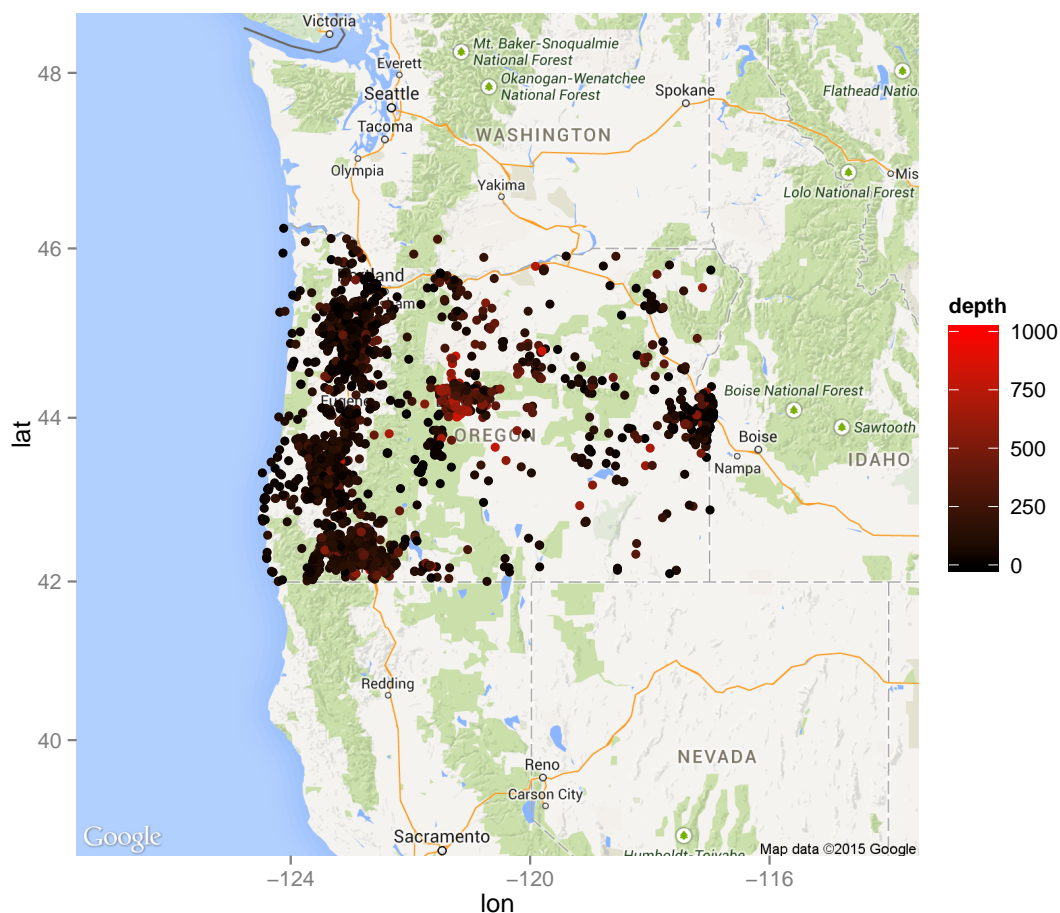 Victoria
Mt. Baker-Snoqualmie
National Forest
Everett
48
Okanogan-Wenatchee
National Forest
Flathead Natio
Seattle
Spokane
Tacoma
WASHINGTON
Olympia
Mis
Yakima
Lolo National Forest
46
Portland
depth
1000
750
500
250
0
Boise National Forest
Eugene
44
OREGON
Sawtooth
Boise
IDAHO
Nampa
lat
42
Redding
40
NEVADA
Reno
Carson City
Google
Sacramento
Map data ©2015 Google
Humboldt-Toiyabe
−124
−120
−116
lon